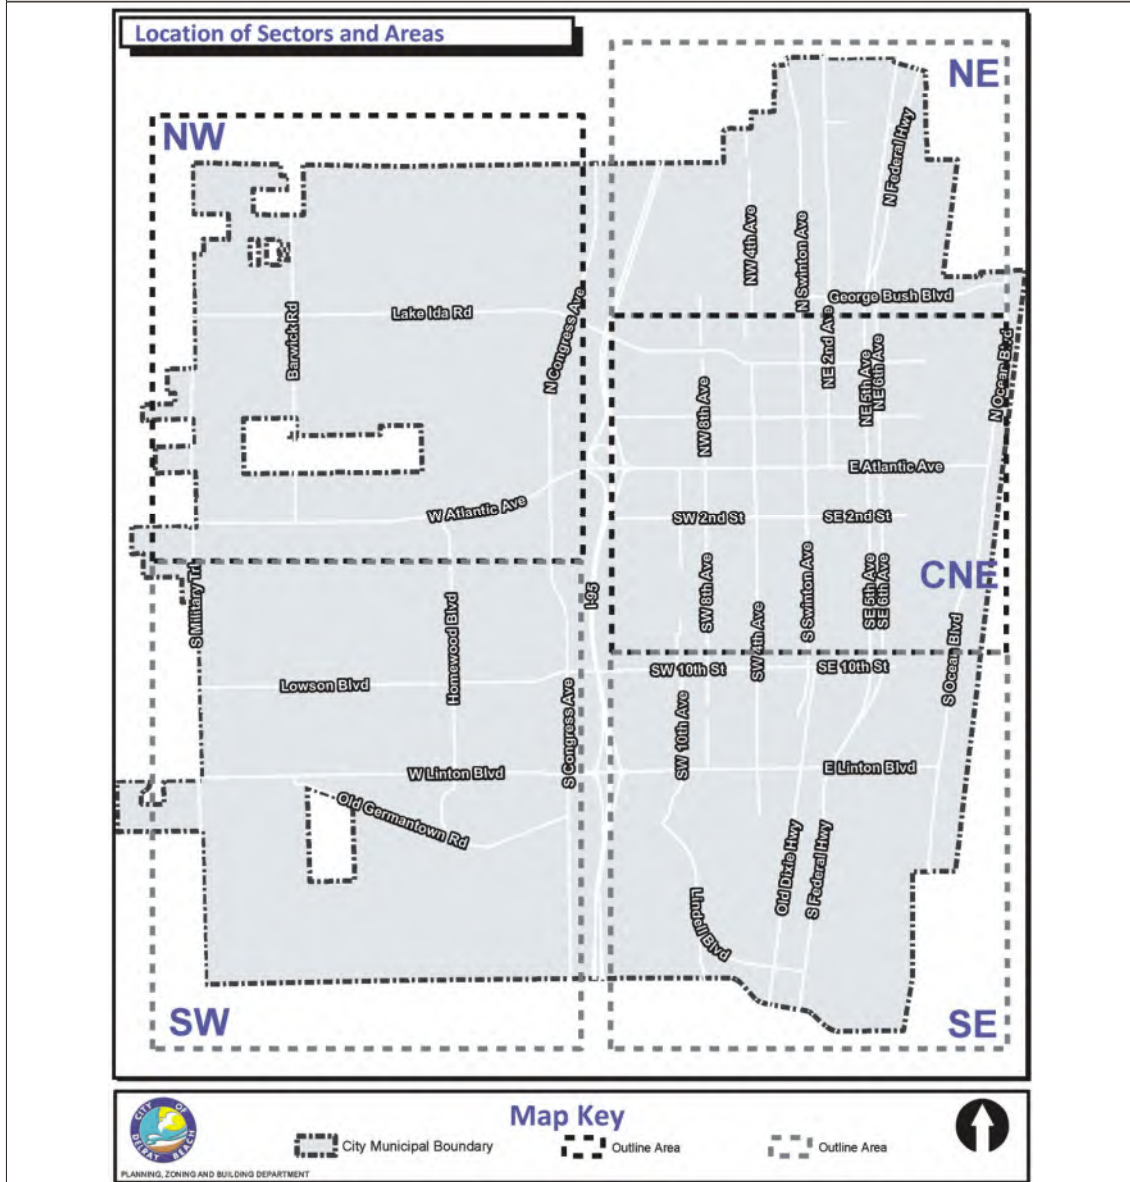 Location of Sectors and Areas
NE
NW
N Federal Hwy
NW 4th Ave
N Swinton Ave
George Bush Blvd
Lake Ida Rd
Barwick Rd
N Congress Ave
NE 2nd Ave
NE 5th Ave
NE 6th Ave
N Ocean Blvd
NW 8th Ave
E Atlantic Ave
W Atlantic Ave
SW 2nd St
SE 2nd St
CNE
S Military Trl
I-95
SW 8th Ave
S Swinton Ave
SE 5th Ave
SE 6th Ave
Homewood Blvd
SW 4th Ave
S Ocean Blvd
SW 10th St
SE 10th St
Lowson Blvd
S Congress Ave
SW 10th Ave
W Linton Blvd
E Linton Blvd
Old Germantown Rd
Old Dixie Hwy
S Federal Hwy
Lindell Blvd
SW
SE
Map Key
CITY OF DELRAY BEACH
City Municipal Boundary
Outline Area
Outline Area
PLANNING, ZONING AND BUILDING DEPARTMENT